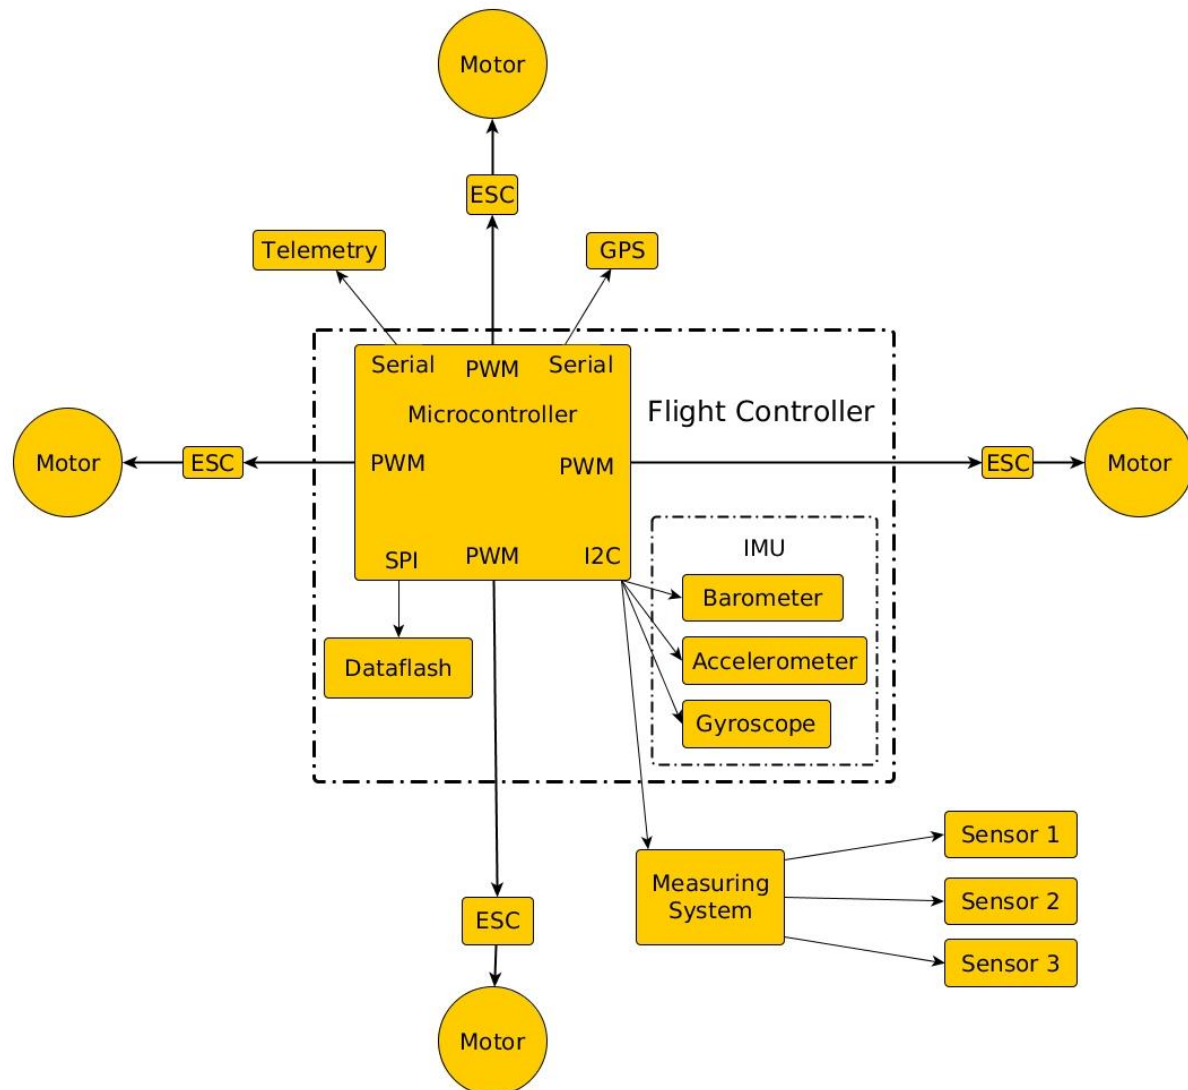 Motor
ESC
Telemetry
GPS
Serial
PWM
Serial
Microcontroller
Flight Controller
Motor
ESC
PWM
PWM
ESC
Motor
SPI
PWM
I2C
IMU
Barometer
Dataflash
Accelerometer
Gyroscope
Measuring
System
Sensor 1
Sensor 2
Sensor 3
ESC
Motor